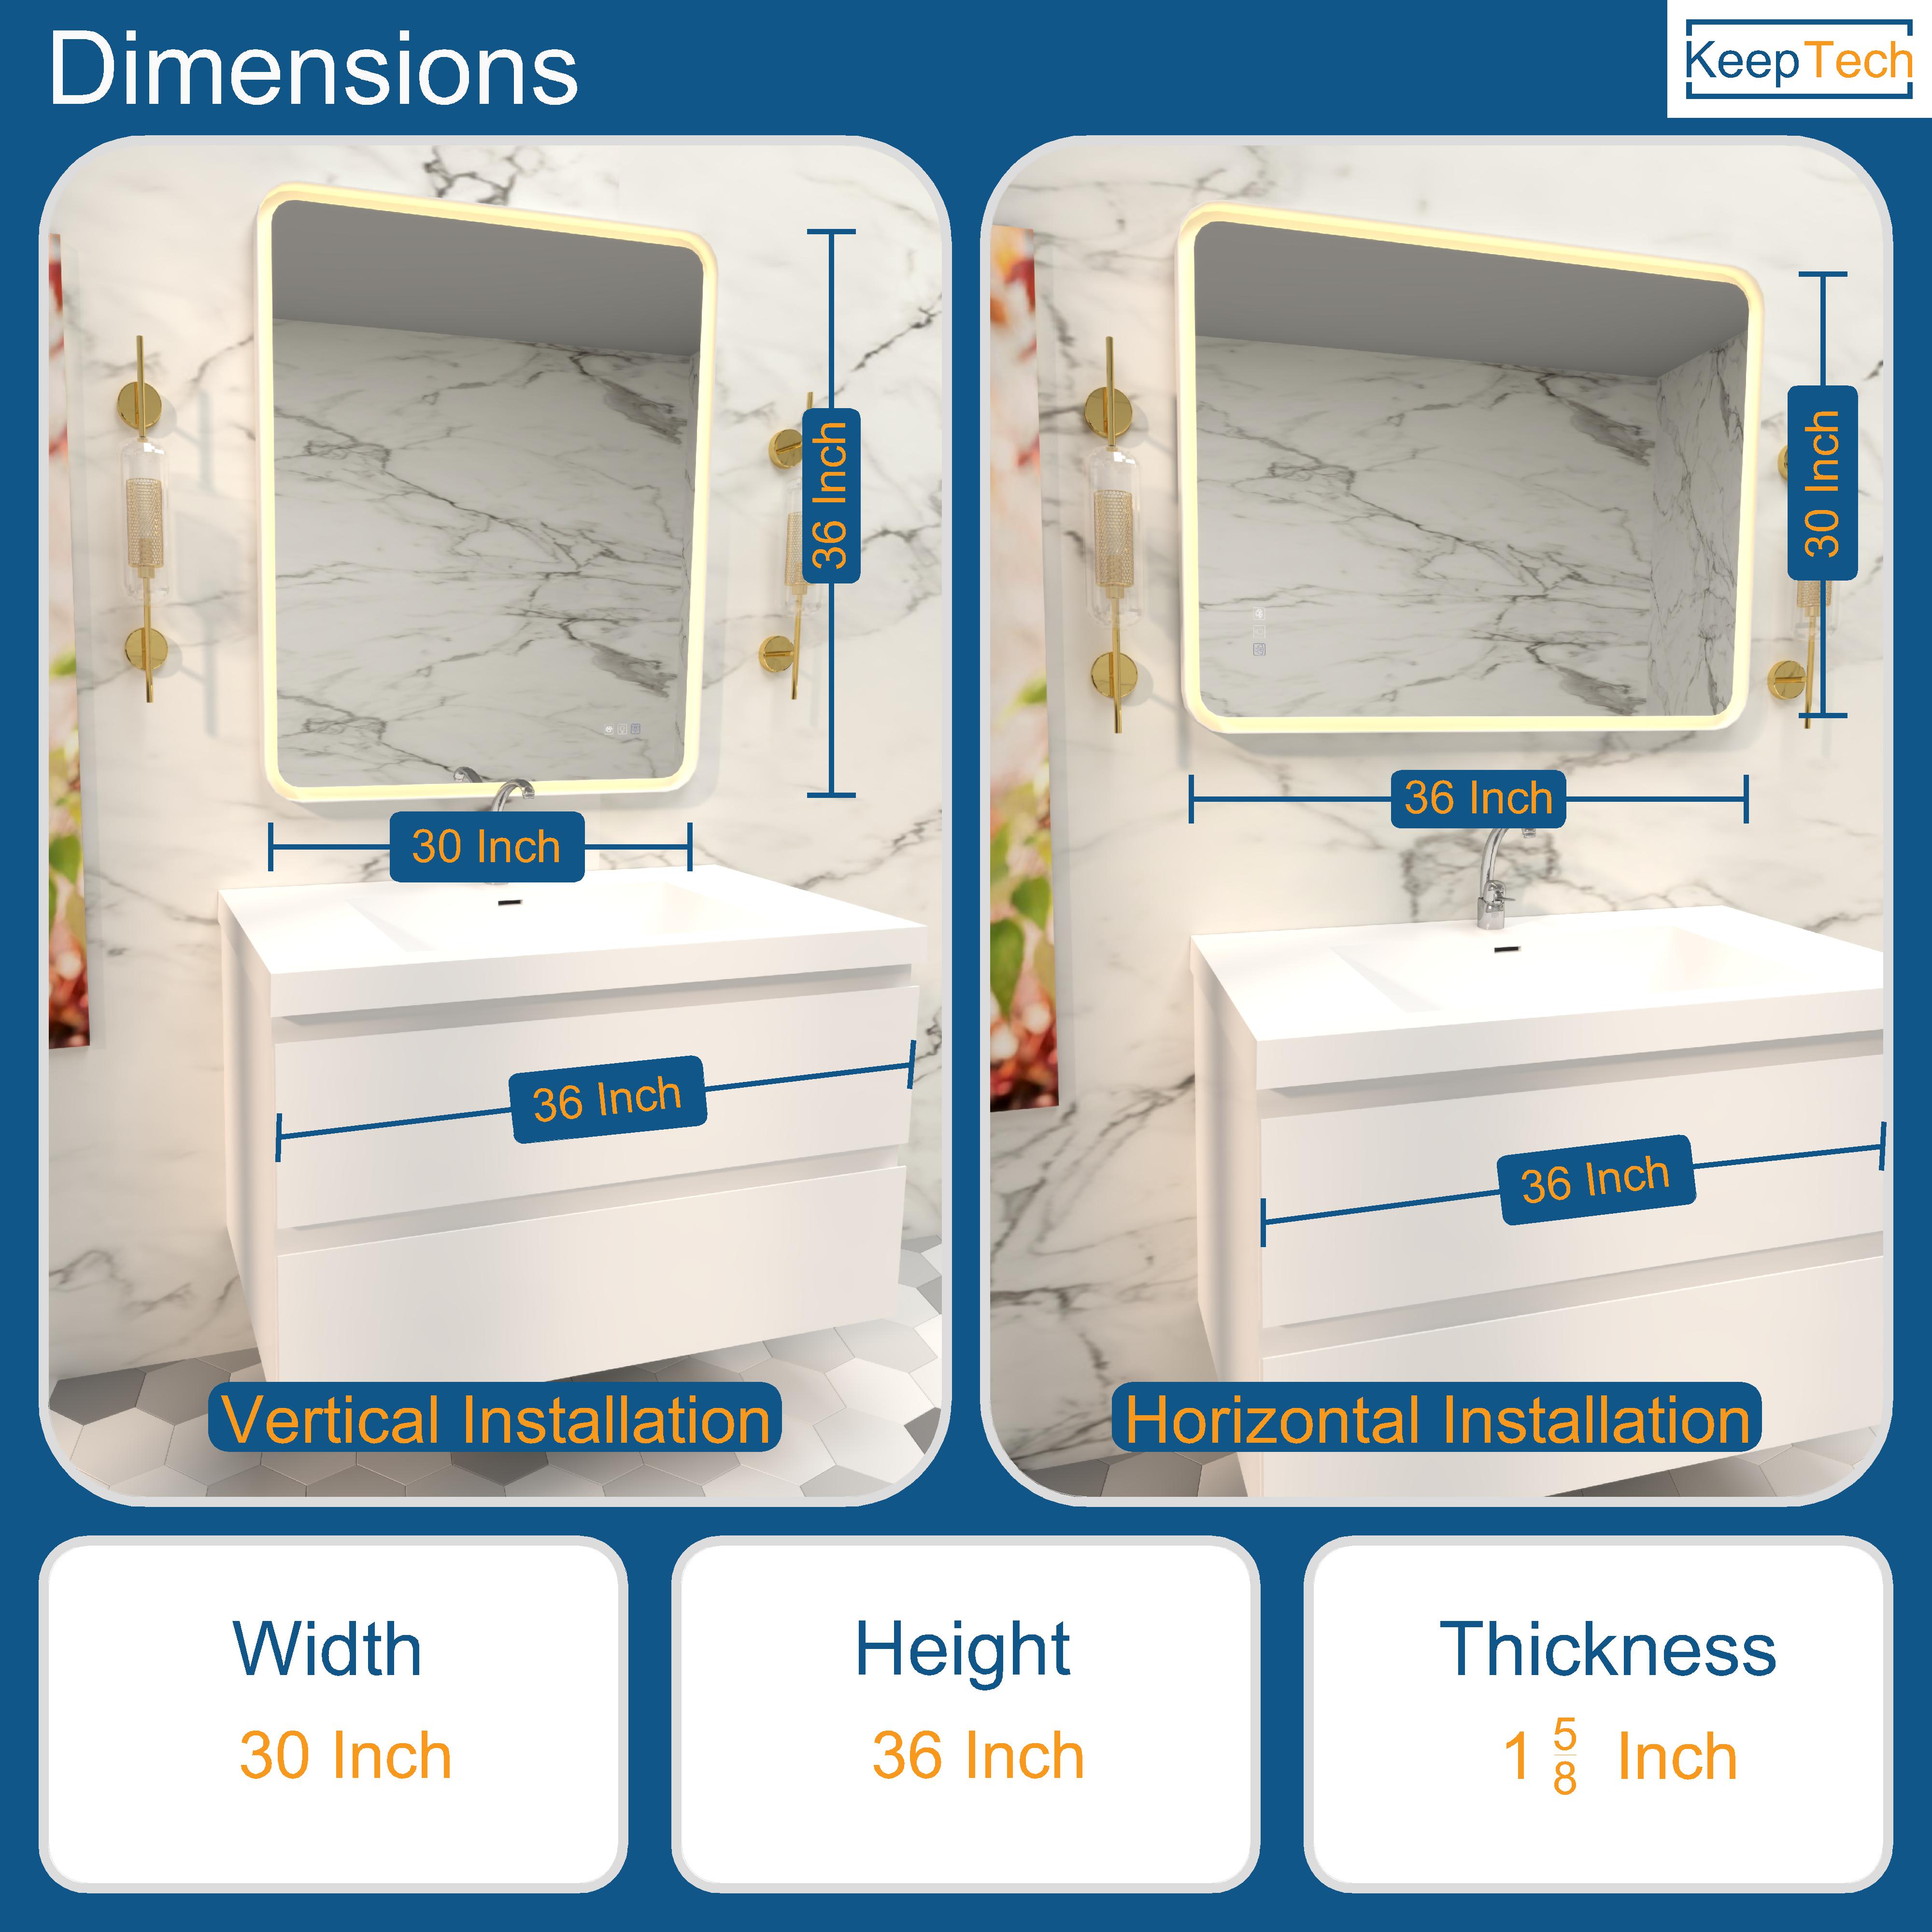 Dimensions
KeepTech
36 Inch
30 Inch
36 Inch
Vertical Installation
30 Inch
36 Inch
36 Inch
Horizontal Installation
Width
30 Inch
Height
36 Inch
Thickness
1 5/8 Inch